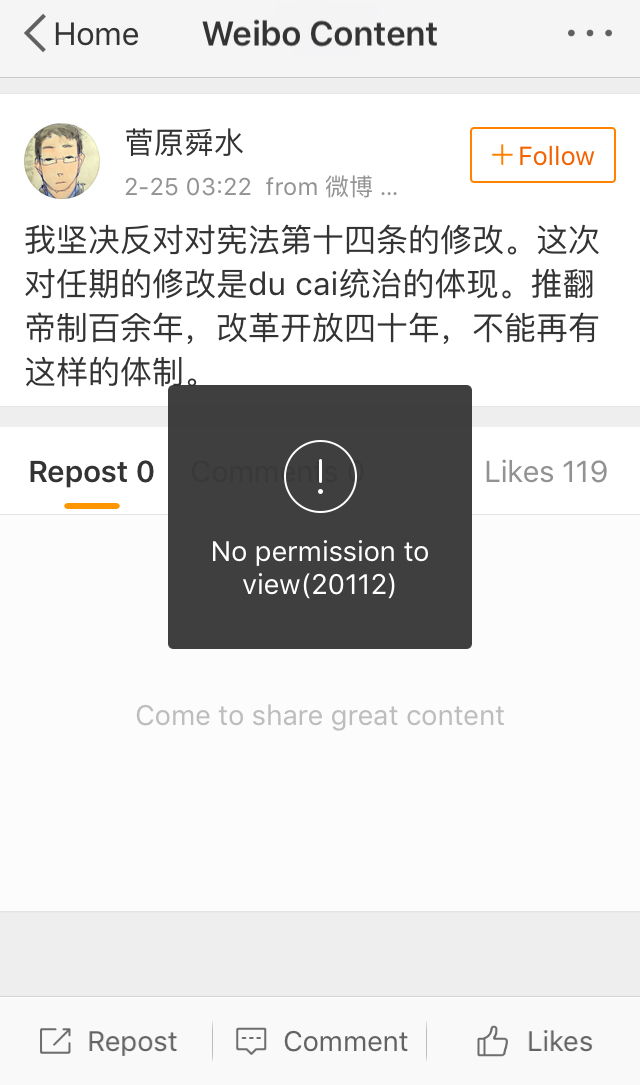 Home
Weibo Content
菅原舜水
2-25 03:22 from 微博 ...
Follow
我坚决反对对宪法第十四条的修改。这次
对任期的修改是du cai统治的体现。推翻
帝制百余年，改革开放四十年，不能再有
这样的体制。
Repost 0
Comments 0
Likes 119
No permission to
view(20112)
Come to share great content
Repost
Comment
Likes